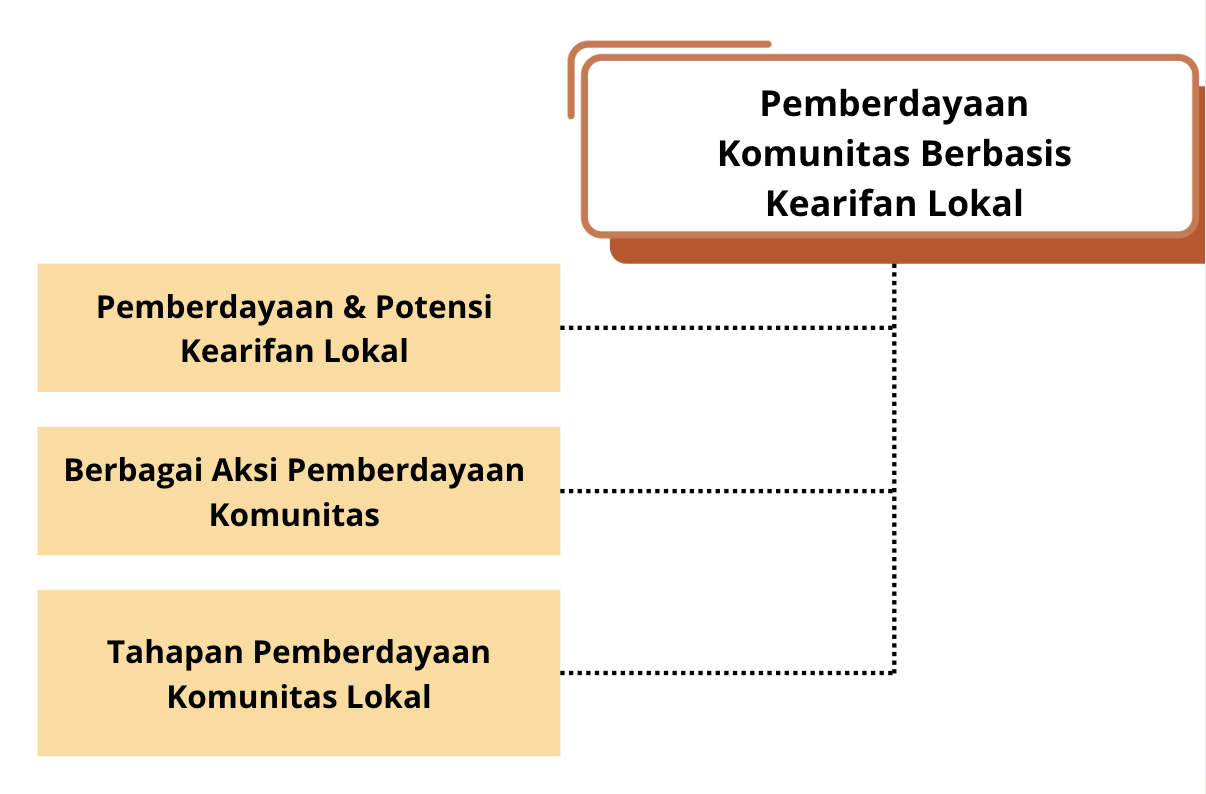 Pemberdayaan
Komunitas Berbasis
Kearifan Lokal
Pemberdayaan & Potensi
Kearifan Lokal
Berbagai Aksi Pemberdayaan
Komunitas
Tahapan Pemberdayaan
Komunitas Lokal